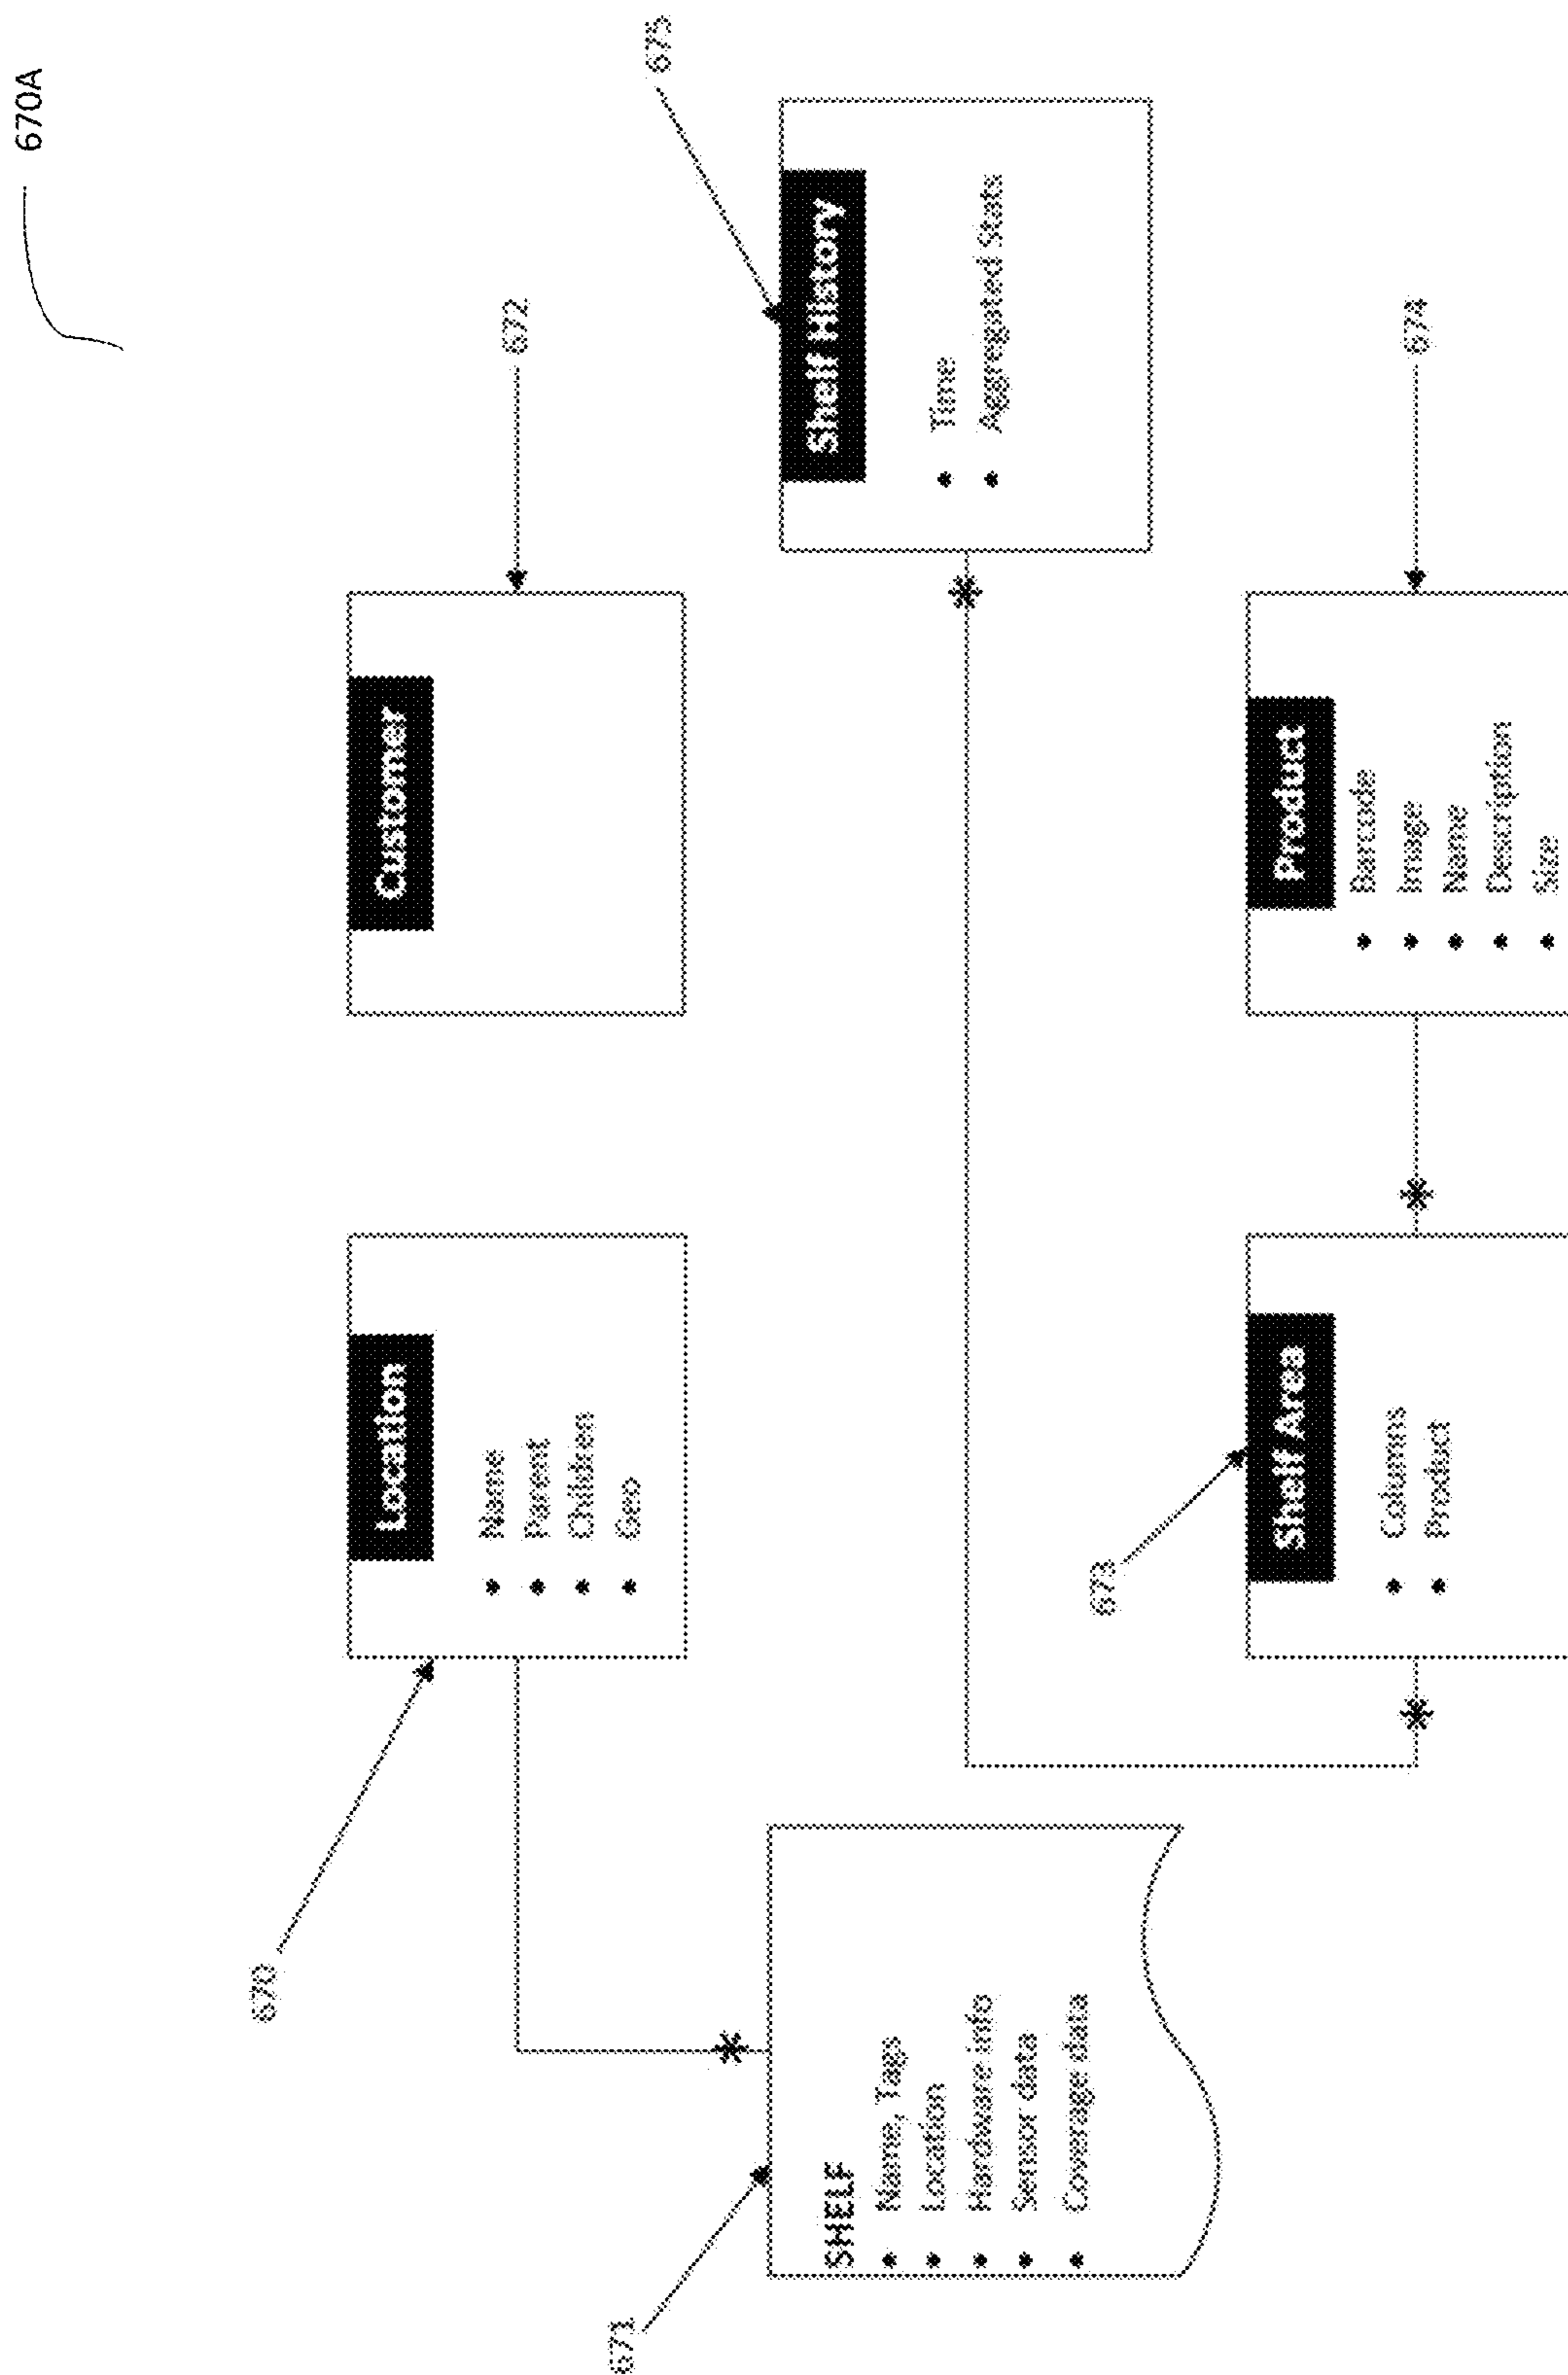 670A
670
Location
Name
Parent
Children
Geo
Customer
672
675
671
SHELF
Name, Tags
Location
Hardware info
Sensor data
Coverage data
Shelf History
Time
Aggregated Stats
673
Shelf Area
Columns
Product
Product
Barcode
Image
Name
Description
Size
674